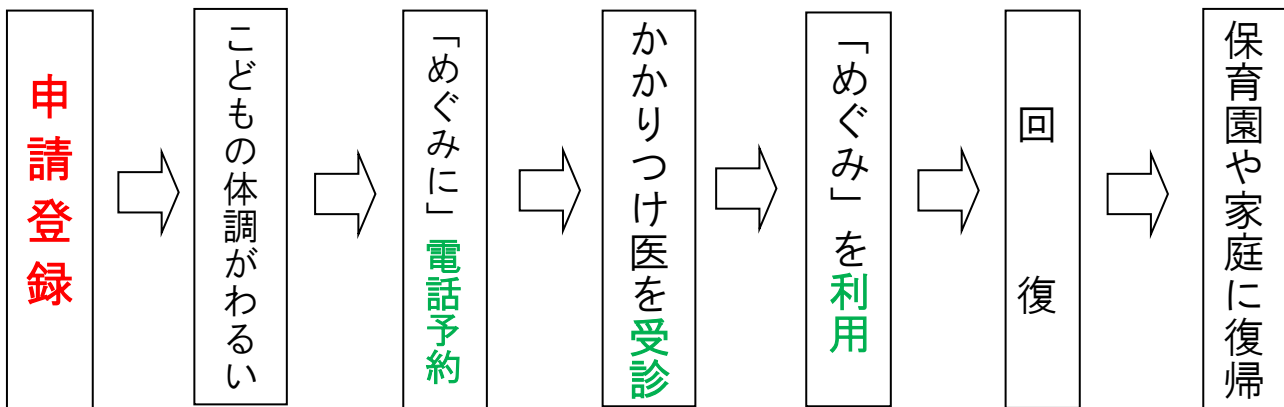 申請登録
こどもの体調がわるい
「めぐみに」電話予約
かかりつけ医を受診
「めぐみ」を利用
回復
保育園や家庭に復帰